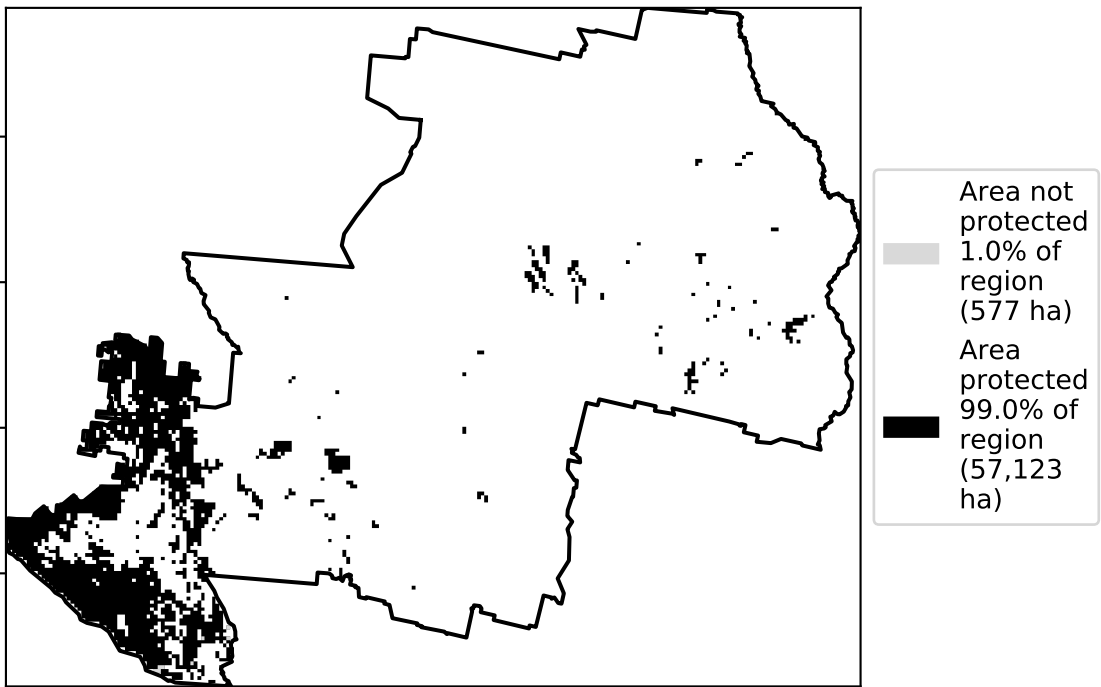 Area not
protected
1.0% of
region
(577 ha)
Area
protected
99.0% of
region
(57,123
ha)